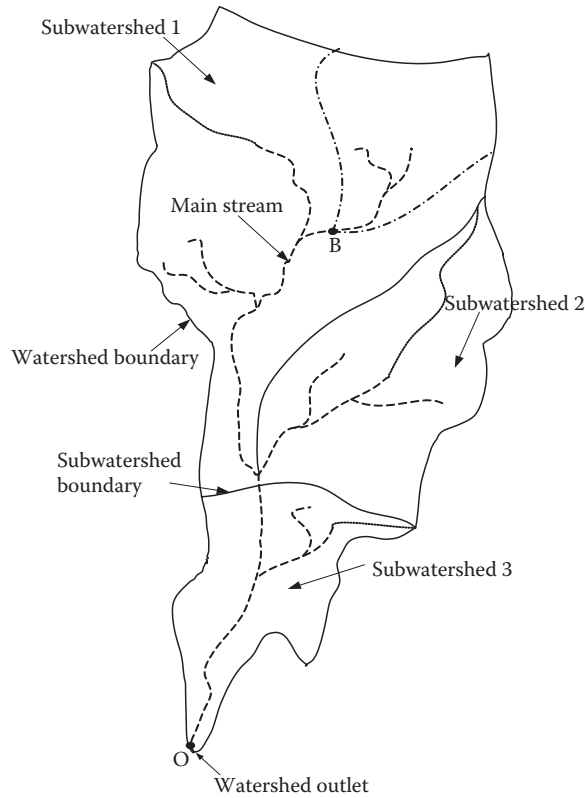 Subwatershed 1
Main stream
B
Subwatershed 2
Watershed boundary
Subwatershed
boundary
Subwatershed 3
O
Watershed outlet